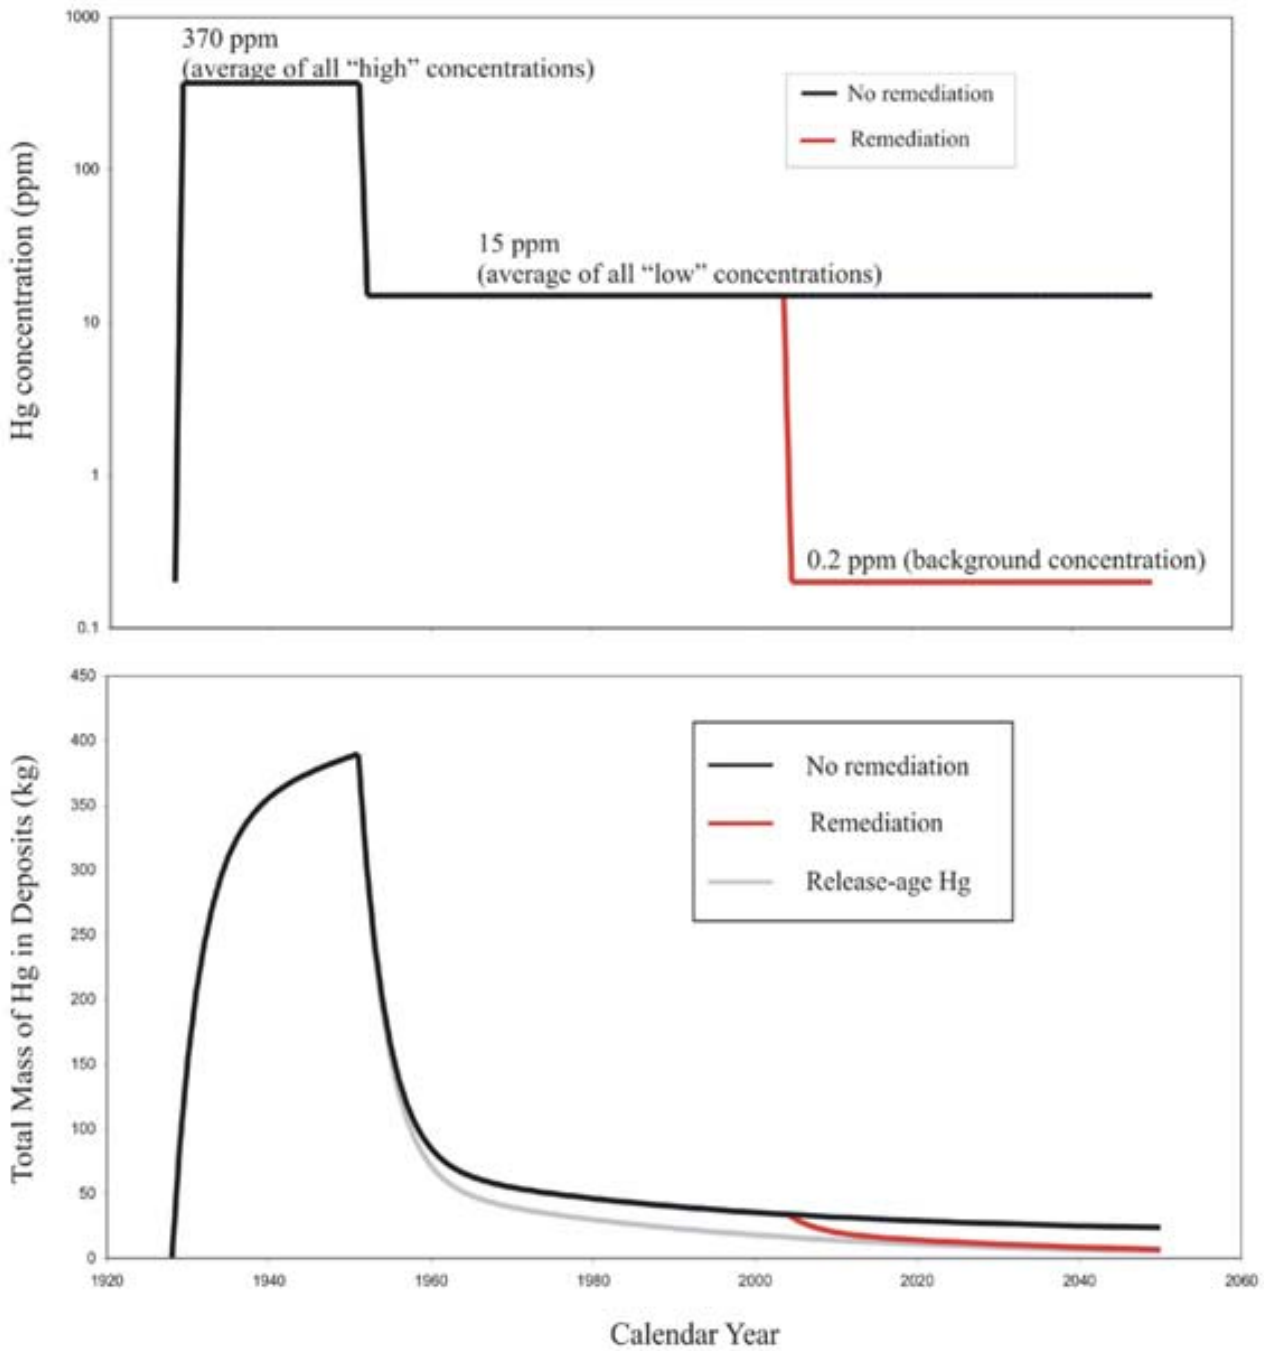 1000
370 ppm
(average of all “high” concentrations)
No remediation
Remediation
100
15 ppm
(average of all “low” concentrations)
10
1
0.2 ppm (background concentration)
0.1
Hg concentration (ppm)
450
400
350
300
250
200
150
100
50
0
No remediation
Remediation
Release-age Hg
Total Mass of Hg in Deposits (kg)
1920 1940 1960 1980 2000 2020 2040 2060
Calendar Year